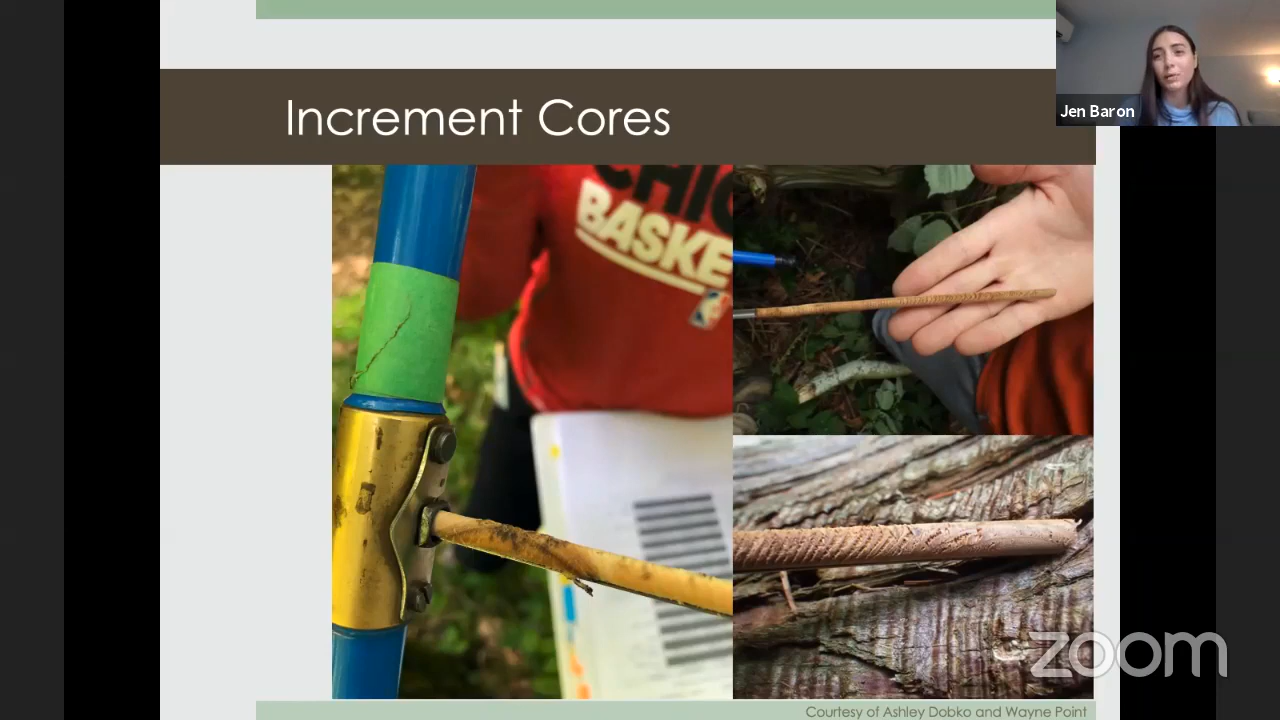 Increment Cores
Jen Baron
CHIC
BASKE
zoom
Courtesy of Ashley Dobko and Wayne Point